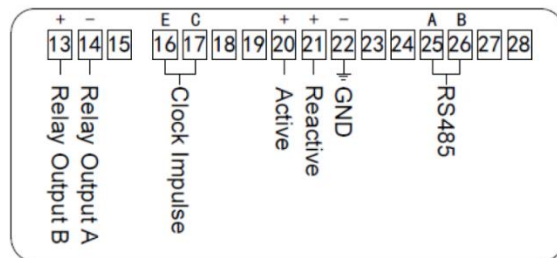 + - E C + + - A B
13 14 15 16 17 18 19 20 21 22 23 24 25 26 27 28
Relay Output B
Relay Output A
Clock Impulse
Active
Reactive
GND
RS485